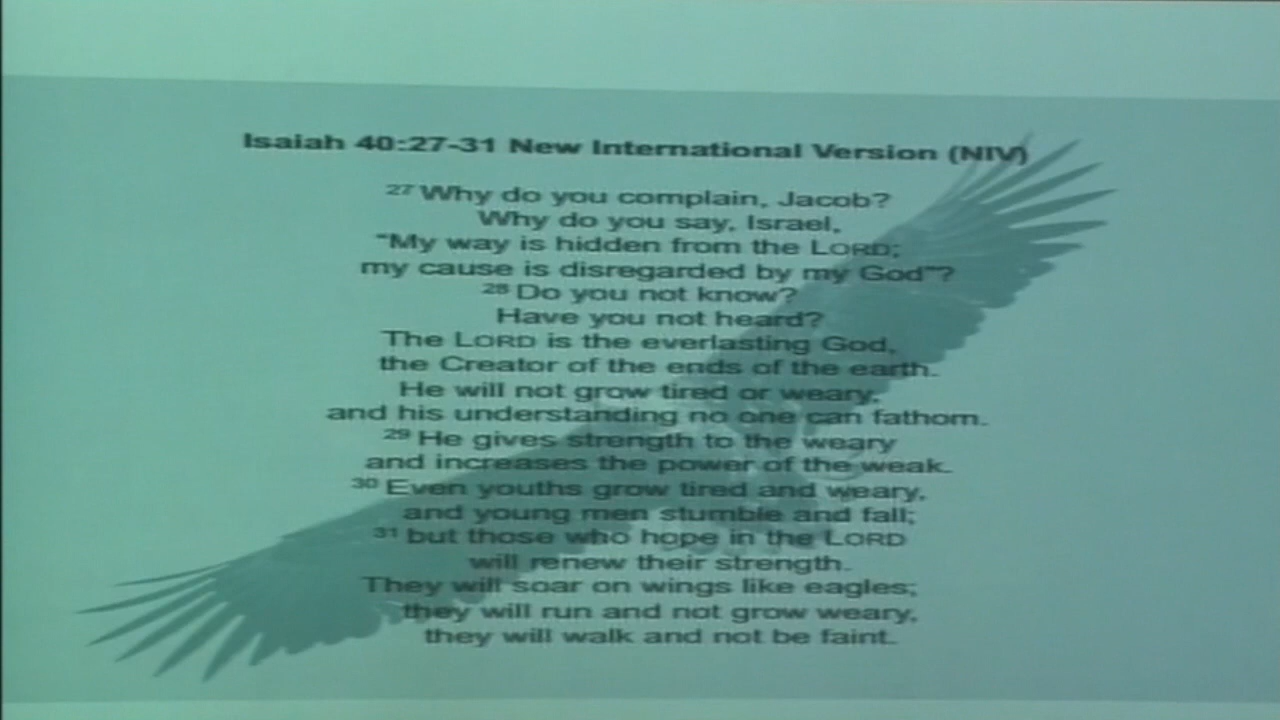 Isaiah 40:27-31 New International Version (NIV)
27 Why do you complain, Jacob?
Why do you say, Israel,
"My way is hidden from the LORD;
my cause is disregarded by my God"?
28 Do you not know?
Have you not heard?
The LORD is the everlasting God,
the Creator of the ends of the earth.
He will not grow tired or weary,
and his understanding no one can fathom.
29 He gives strength to the weary
and increases the power of the weak.
30 Even youths grow tired and weary,
and young men stumble and fall;
31 but those who hope in the LORD
will renew their strength.
They will soar on wings like eagles;
they will run and not grow weary,
they will walk and not be faint.